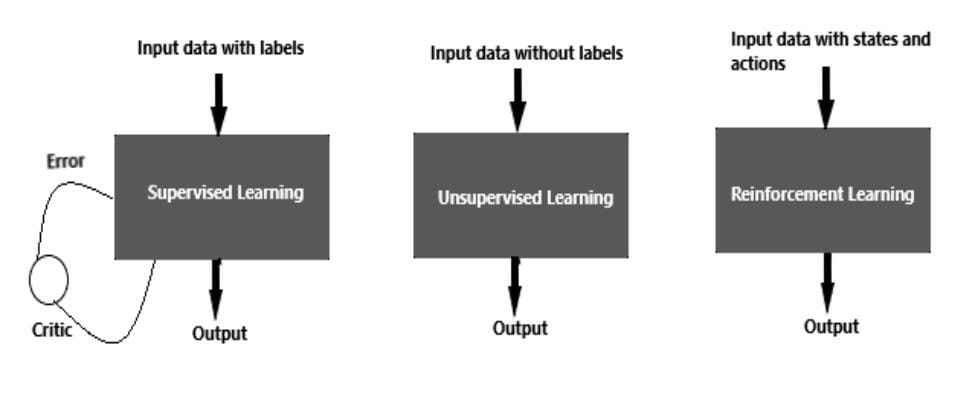 Input data with labels
Error
Supervised Learning
Critic
Output
Input data without labels
Unsupervised Learning
Output
Input data with states and
actions
Reinforcement Learning
Output